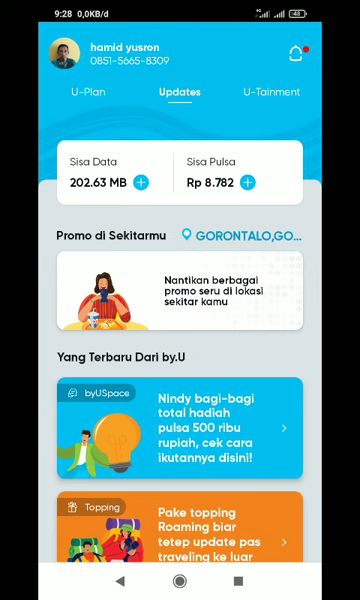 9:28 0,0KB/d 4G 48
hamid yusron
0851-5665-8309
U-Plan Updates U-Tainment
Sisa Data Sisa Pulsa
202.63 MB Rp 8.782
Promo di Sekitarmu GORONTALO,GO...
Nantikan berbagai
promo seru di lokasi
sekitar kamu
Yang Terbaru Dari by.U
byUSpace
Nindy bagi-bagi
total hadiah
pulsa 500 ribu
rupiah, cek cara
ikutannya disini!
Topping
Pake topping
Roaming biar
tetep update pas
traveling ke luar